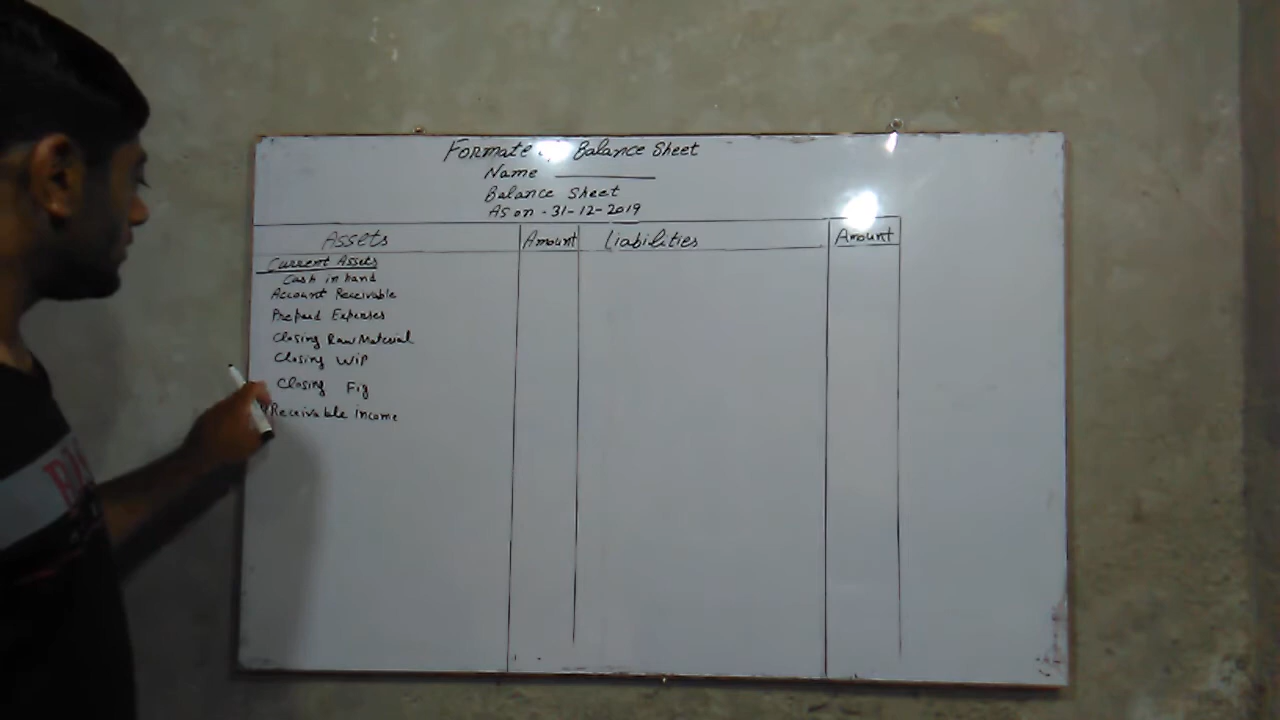 Formate Balance Sheet
Name
Balance Sheet
As on - 31-12-2019
Assets Amount Liabilities Amount
Current Assets
Cash in hand
Account Receivable
Prepaid Expenses
Closing Raw Material
Closing WIP
Closing Fig
Receivable income